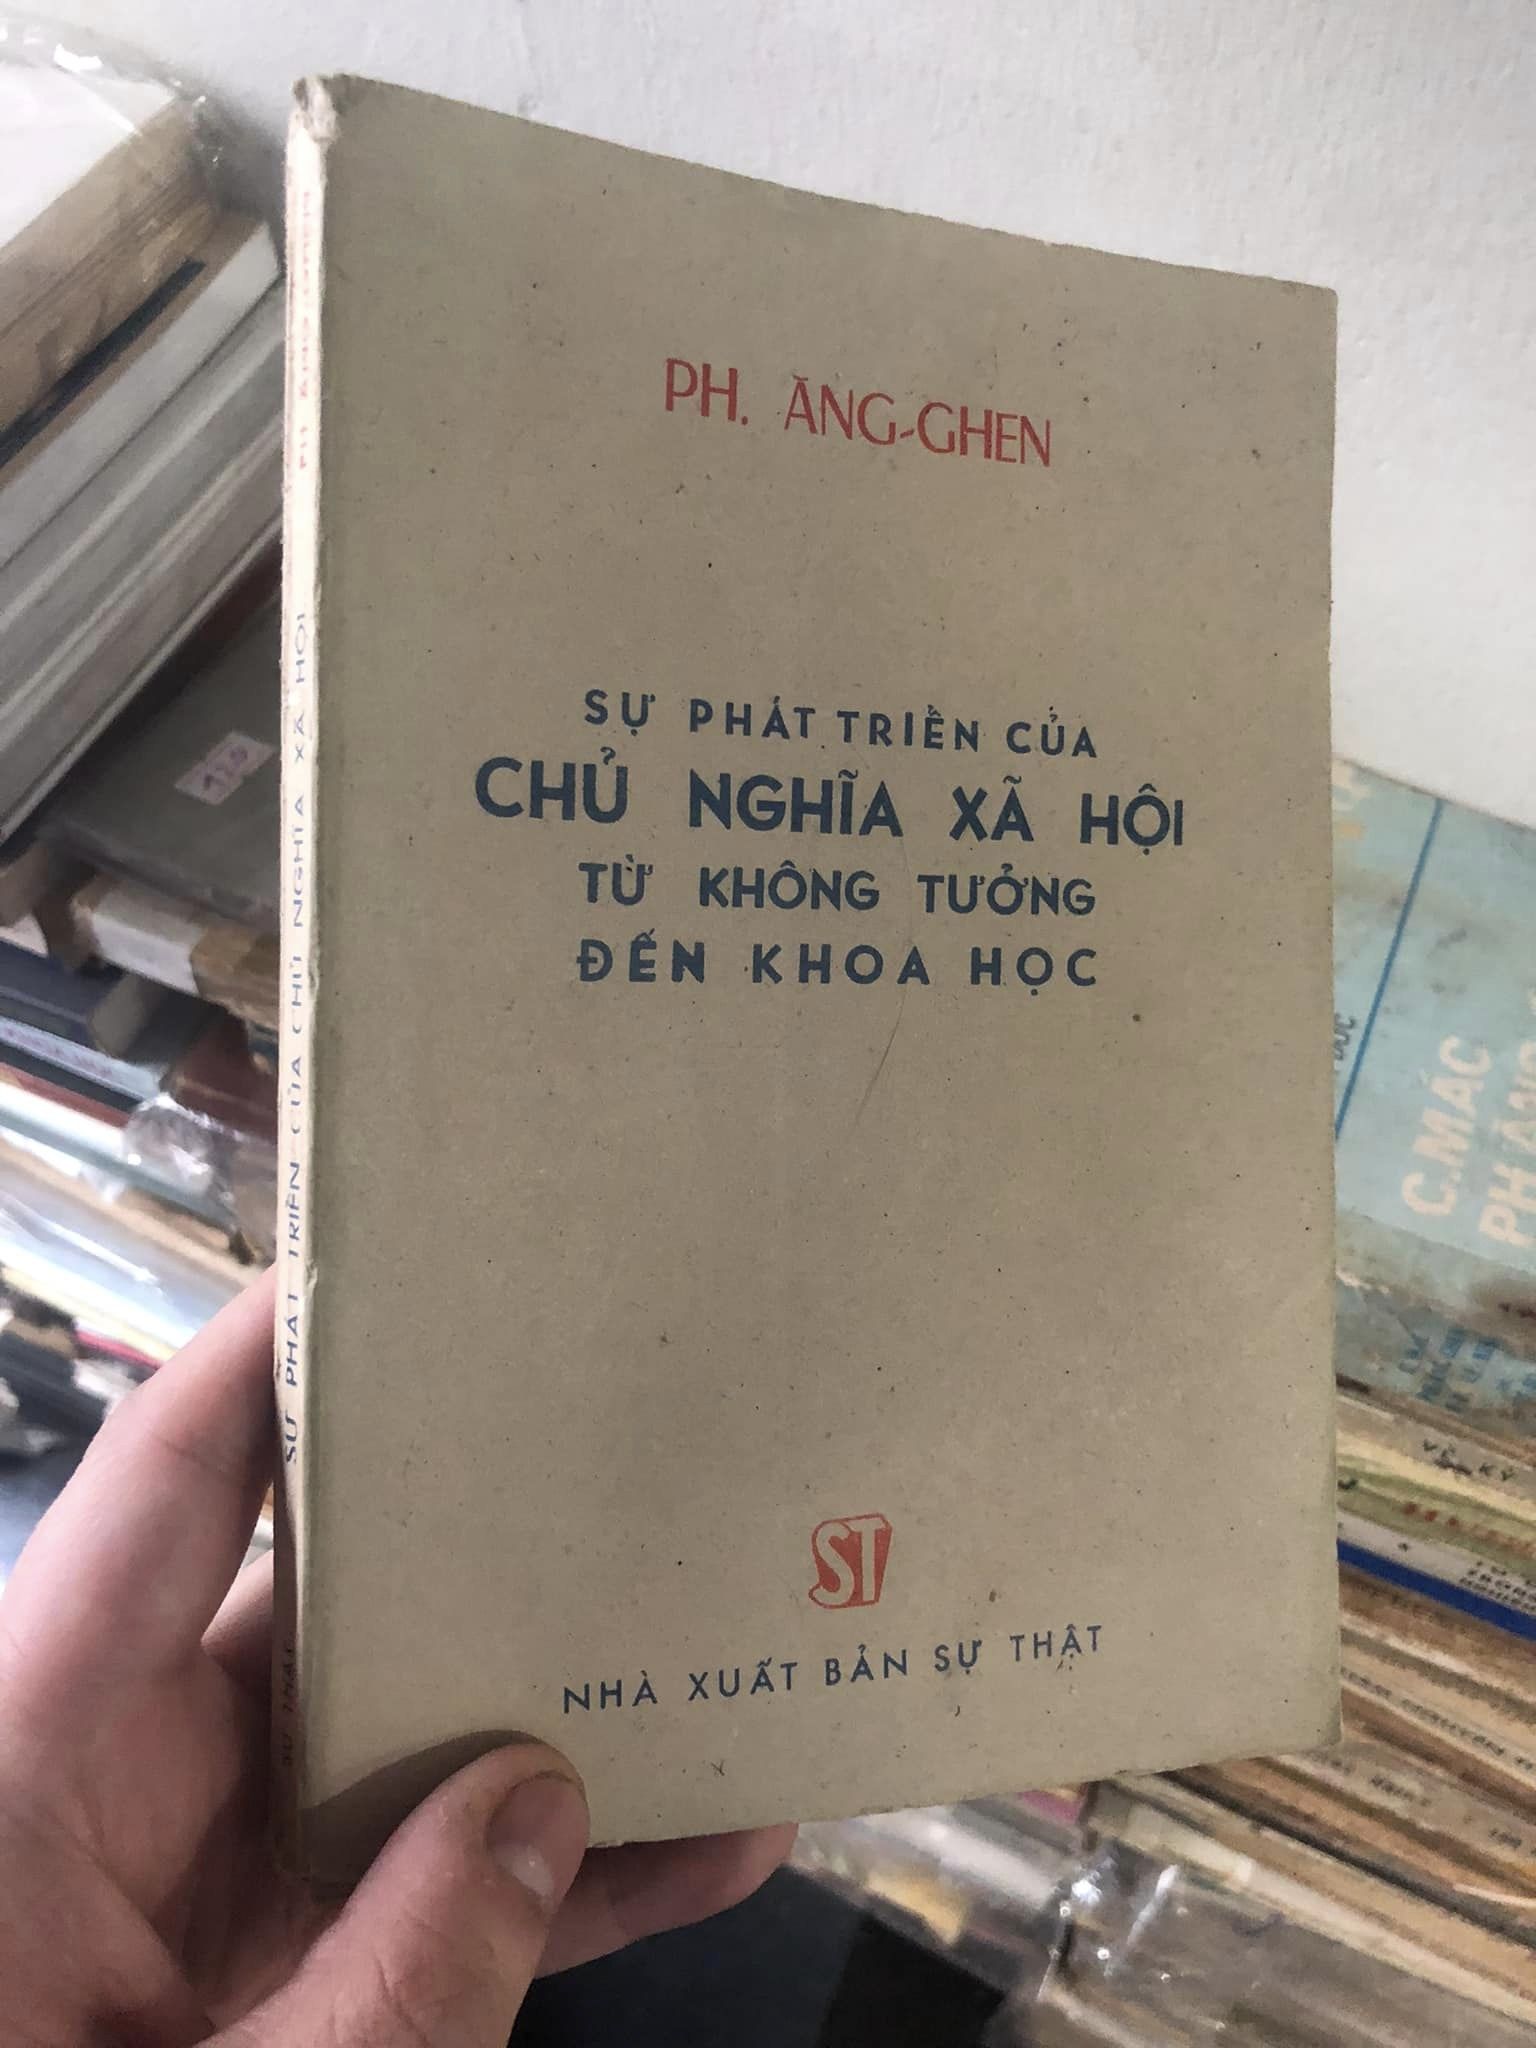 PH. ĂNG-GHEN
SỰ PHÁT TRIỂN CỦA
CHỦ NGHĨA XÃ HỘI
TỪ KHÔNG TƯỞNG
ĐẾN KHOA HỌC
ST
NHÀ XUẤT BẢN SỰ THẬT
SỰ PHÁT TRIỂN CỦA CHỦ NGHĨA XÃ HỘI
C.MÁC